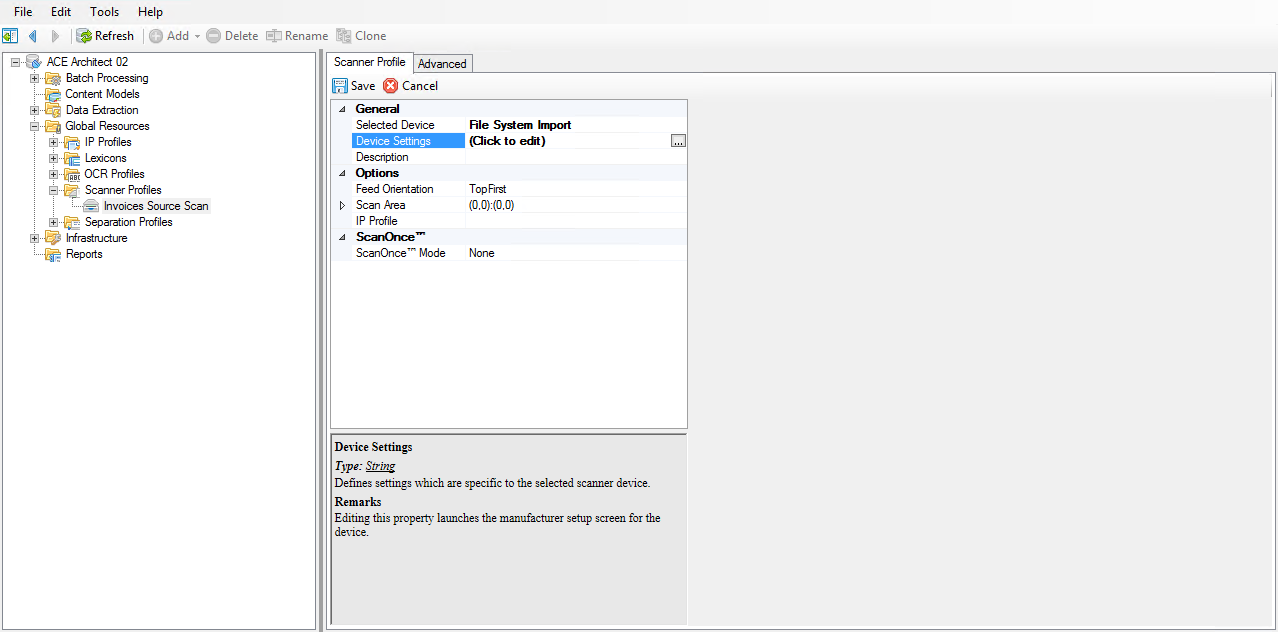 File Edit Tools Help
Refresh Add Delete Rename Clone
ACE Architect 02
Batch Processing
Content Models
Data Extraction
Global Resources
IP Profiles
Lexicons
OCR Profiles
Scanner Profiles
Invoices Source Scan
Separation Profiles
Infrastructure
Reports
Scanner Profile Advanced
Save Cancel
General
Selected Device File System Import
Device Settings (Click to edit) ...
Description
Options
Feed Orientation TopFirst
Scan Area (0,0):(0,0)
IP Profile
ScanOnce™
ScanOnce™ Mode None
Device Settings
Type: String
Defines settings which are specific to the selected scanner device.
Remarks
Editing this property launches the manufacturer setup screen for the
device.